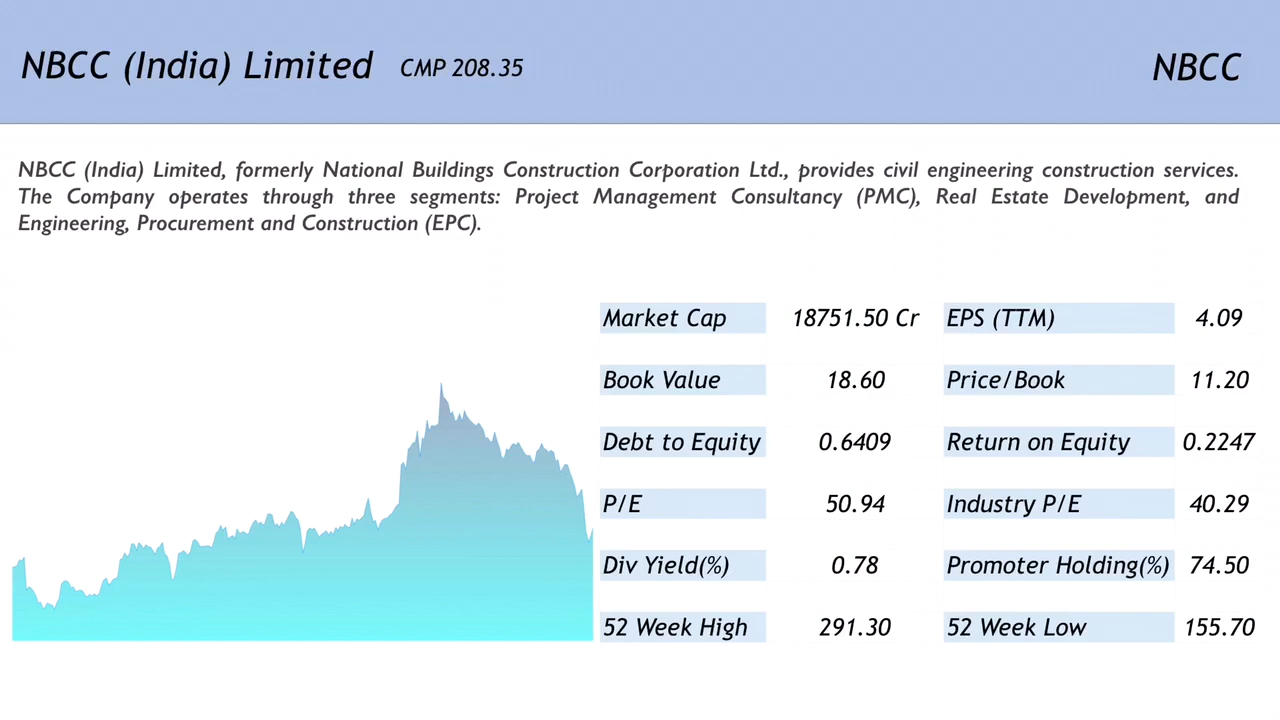 NBCC (India) Limited CMP 208.35 NBCC
NBCC (India) Limited, formerly National Buildings Construction Corporation Ltd., provides civil engineering construction services.
The Company operates through three segments: Project Management Consultancy (PMC), Real Estate Development, and
Engineering, Procurement and Construction (EPC).
Market Cap 18751.50 Cr EPS (TTM) 4.09
Book Value 18.60 Price/Book 11.20
Debt to Equity 0.6409 Return on Equity 0.2247
P/E 50.94 Industry P/E 40.29
Div Yield(%) 0.78 Promoter Holding(%) 74.50
52 Week High 291.30 52 Week Low 155.70